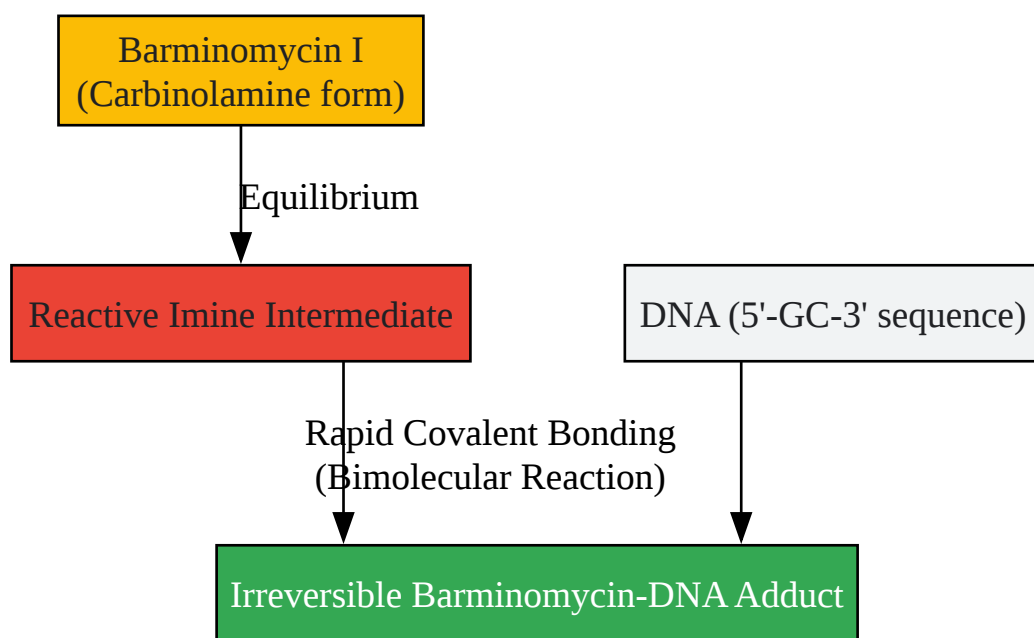 Barminomycin I
(Carbinolamine form)
Equilibrium
Reactive Imine Intermediate
DNA (5'-GC-3' sequence)
Rapid Covalent Bonding
(Bimolecular Reaction)
Irreversible Barminomycin-DNA Adduct